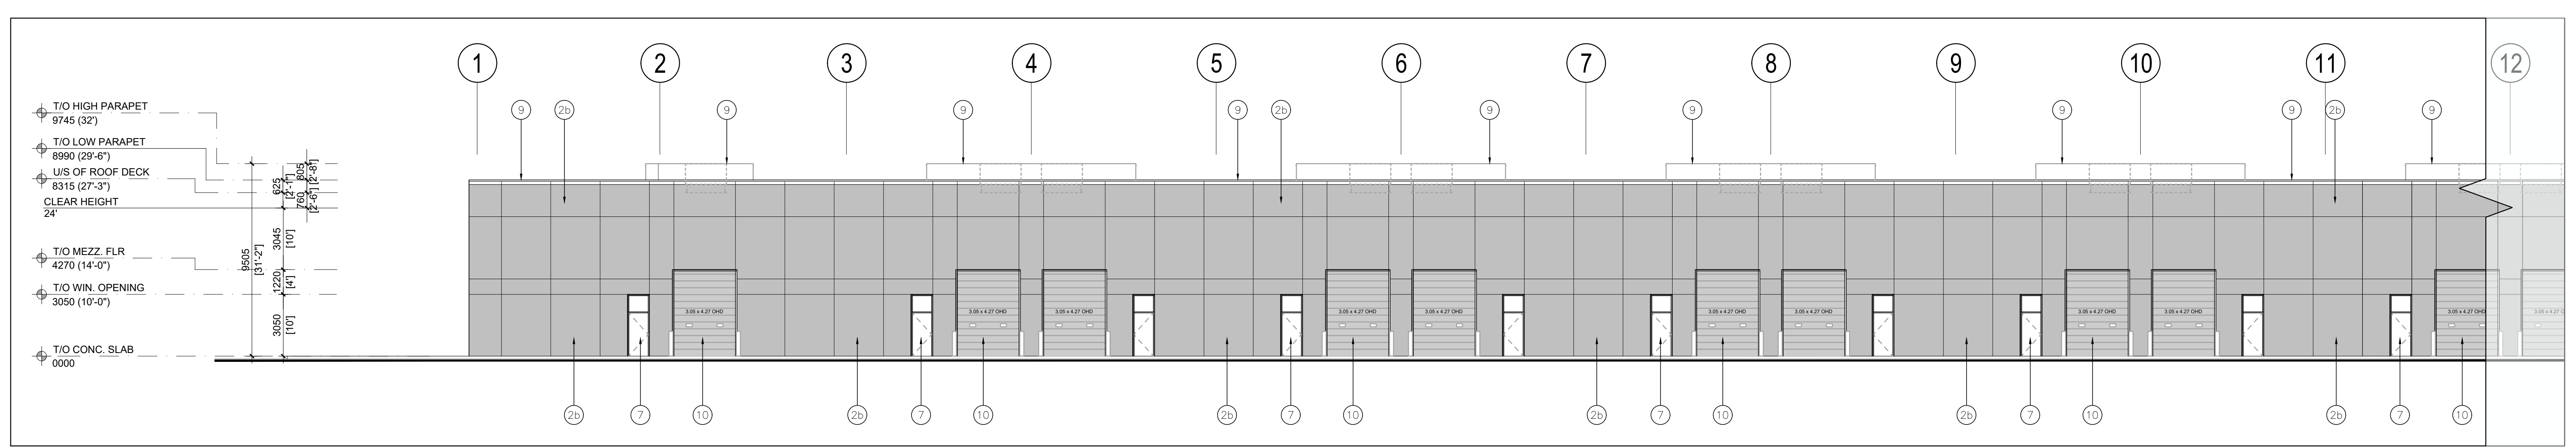 1 2 3 4 5 6 7 8 9 10 11 12
9 2b 9 9 9 2b 9 9 9 9 2b 9
T/O HIGH PARAPET
9745 (32')
T/O LOW PARAPET
8990 (29'-6")
U/S OF ROOF DECK
8315 (27'-3")
CLEAR HEIGHT
24'
T/O MEZZ. FLR
4270 (14'-0")
T/O WIN. OPENING
3050 (10'-0")
T/O CONC. SLAB
0000
9505
[31'-2"]
625
[2'-1"]
805
[2'-8"]
760
[2'-6"]
3045
[10']
1220
[4']
3050
[10']
3.05 x 4.27 OHD 3.05 x 4.27 OHD 3.05 x 4.27 OHD 3.05 x 4.27 OHD 3.05 x 4.27 OHD 3.05 x 4.27 OHD 3.05 x 4.27 OHD 3.05 x 4.27 OHD 3.05 x 4.27 OHD 3.05 x 4.27 OHD 3.05 x 4.27 O
2b 7 10 2b 7 10 2b 7 10 2b 7 10 2b 7 10 2b 7 10